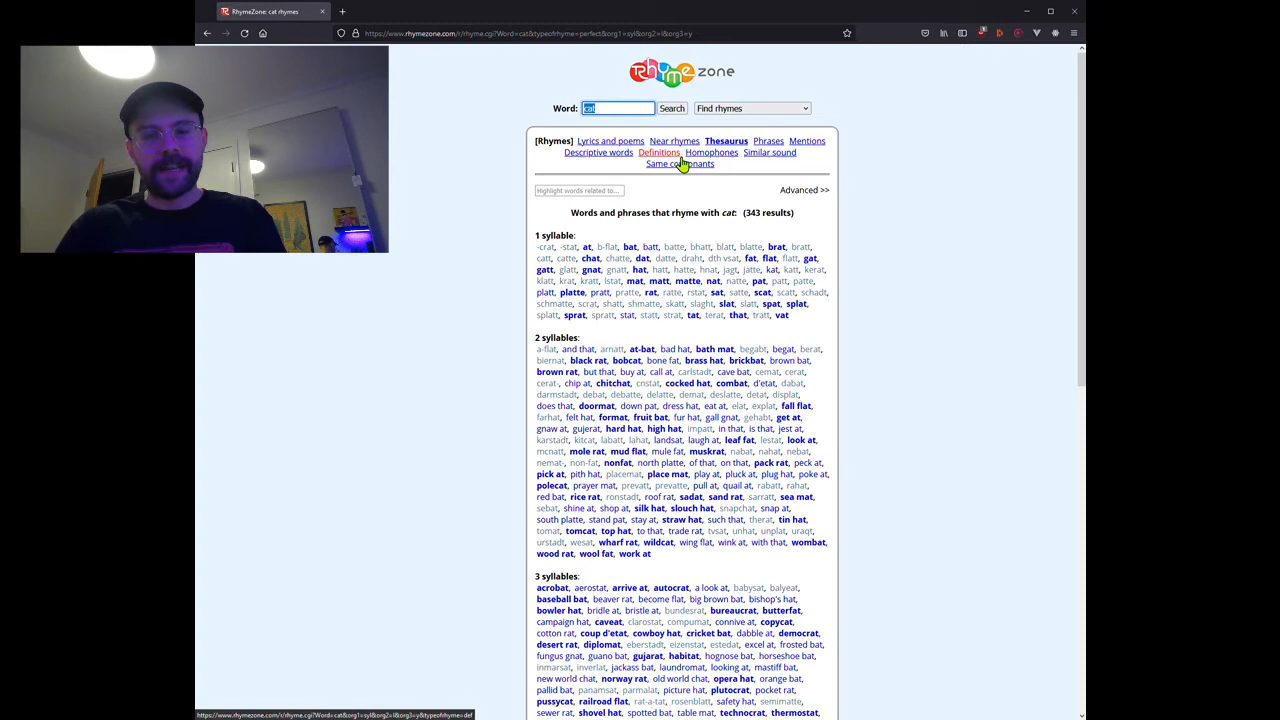 RhymeZone: cat rhymes
https://www.rhymezone.com/r/rhyme.cgi?Word=cat&typeofrhyme=perfect&org1=syl&org2=l&org3=y
RhYme zone
Word: cat Search Find rhymes
[Rhymes] Lyrics and poems Near rhymes Thesaurus Phrases Mentions
Descriptive words Definitions Homophones Similar sound
Same consonants
Highlight words related to... Advanced >>
Words and phrases that rhyme with cat: (343 results)
1 syllable:
-crat, -stat, at, b-flat, bat, batt, batte, bhatt, blatt, blatte, brat, bratt,
catt, catte, chat, chatte, dat, datte, draht, dth vsat, fat, flat, flatt, gat,
gatt, glatt, gnat, gnatt, hat, hatt, hatte, hnat, jagt, jatte, kat, katt, kerat,
klatt, krat, kratt, lstat, mat, matt, matte, nat, natte, pat, patt, patte,
platt, platte, pratt, pratte, rat, ratte, rstat, sat, satte, scat, scatt, schadt,
schmatte, scrat, shatt, shmatte, skatt, slaght, slat, slatt, spat, splat,
splatt, sprat, spratt, stat, statt, strat, tat, terat, that, tratt, vat
2 syllables:
a-flat, and that, arnatt, at-bat, bad hat, bath mat, begabt, begat, berat,
biernat, black rat, bobcat, bone fat, brass hat, brickbat, brown bat,
brown rat, but that, buy at, call at, carlstadt, cave bat, cemat, cerat,
cerat-, chip at, chitchat, cnstat, cocked hat, combat, d'etat, dabat,
darmstadt, debat, debatte, delatte, demat, deslatte, detat, displat,
does that, doormat, down pat, dress hat, eat at, elat, explat, fall flat,
farhat, felt hat, format, fruit bat, fur hat, gall gnat, gehabt, get at,
gnaw at, gujerat, hard hat, high hat, impatt, in that, is that, jest at,
karstadt, kitcat, labatt, lahat, landsat, laugh at, leaf fat, lestat, look at,
mcnatt, mole rat, mud flat, mule fat, muskrat, nabat, nahat, nebat,
nemat-, non-fat, nonfat, north platte, of that, on that, pack rat, peck at,
pick at, pith hat, placemat, place mat, play at, pluck at, plug hat, poke at,
polecat, prayer mat, prevatt, prevatte, pull at, quail at, rabatt, rahat,
red bat, rice rat, ronstadt, roof rat, sadat, sand rat, sarratt, sea mat,
sebat, shine at, shop at, silk hat, slouch hat, snapchat, snap at,
south platte, stand pat, stay at, straw hat, such that, therat, tin hat,
tomat, tomcat, top hat, to that, trade rat, tvsat, unhat, unplat, uraqt,
urstadt, wesat, wharf rat, wildcat, wing flat, wink at, with that, wombat,
wood rat, wool fat, work at
3 syllables:
acrobat, aerostat, arrive at, autocrat, a look at, babysat, balyeat,
baseball bat, beaver rat, become flat, big brown bat, bishop's hat,
bowler hat, bridle at, bristle at, bundesrat, bureaucrat, butterfat,
campaign hat, caveat, clarostat, compumat, connive at, copycat,
cotton rat, coup d'etat, cowboy hat, cricket bat, dabble at, democrat,
desert rat, diplomat, eberstadt, eizenstat, estedat, excel at, frosted bat,
fungus gnat, guano bat, gujarat, habitat, hognose bat, horseshoe bat,
inmarsat, inverlat, jackass bat, laundromat, looking at, mastiff bat,
new world chat, norway rat, old world chat, opera hat, orange bat,
pallid bat, panamsat, parmalat, picture hat, plutocrat, pocket rat,
pussycat, railroad flat, rat-a-tat, rosenblatt, safety hat, semimatte,
sewer rat, shovel hat, spotted bat, table mat, technocrat, thermostat,
https://www.rhymezone.com/r/rhyme.cgi?Word=cat&org1=syl&org2=l&org3=y&typeofrhyme=def